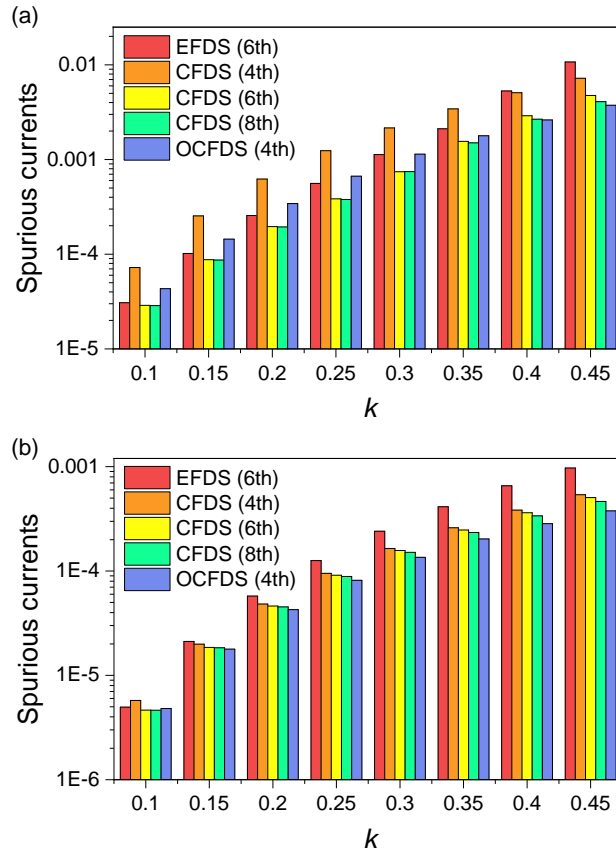 (a)
EFDS (6th)
CFDS (4th)
CFDS (6th)
CFDS (8th)
OCFDS (4th)
0.01
0.001
1E-4
1E-5
Spurious currents
0.1 0.15 0.2 0.25 0.3 0.35 0.4 0.45
k
(b)
EFDS (6th)
CFDS (4th)
CFDS (6th)
CFDS (8th)
OCFDS (4th)
0.001
1E-4
1E-5
1E-6
Spurious currents
0.1 0.15 0.2 0.25 0.3 0.35 0.4 0.45
k